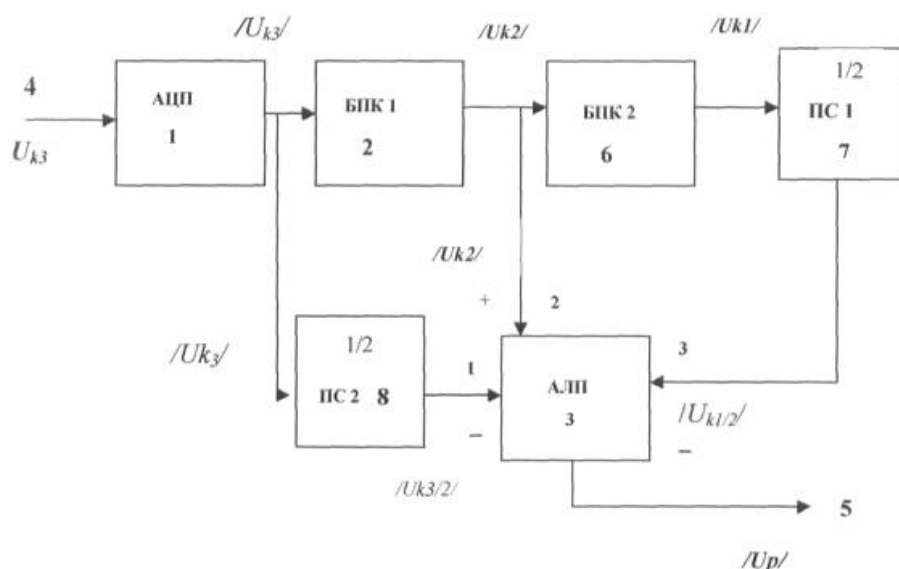 /Uk3/
/Uk2/
/Uk1/
4
Uk3
АЦП
1
БПК 1
2
БПК 2
6
1/2
ПС 1
7
/Uk2/
+
2
/Uk3/
1/2
ПС 2 8
1
−
АЛП
3
3
/Uk1/2/
−
/Uk3/2/
5
/Up/